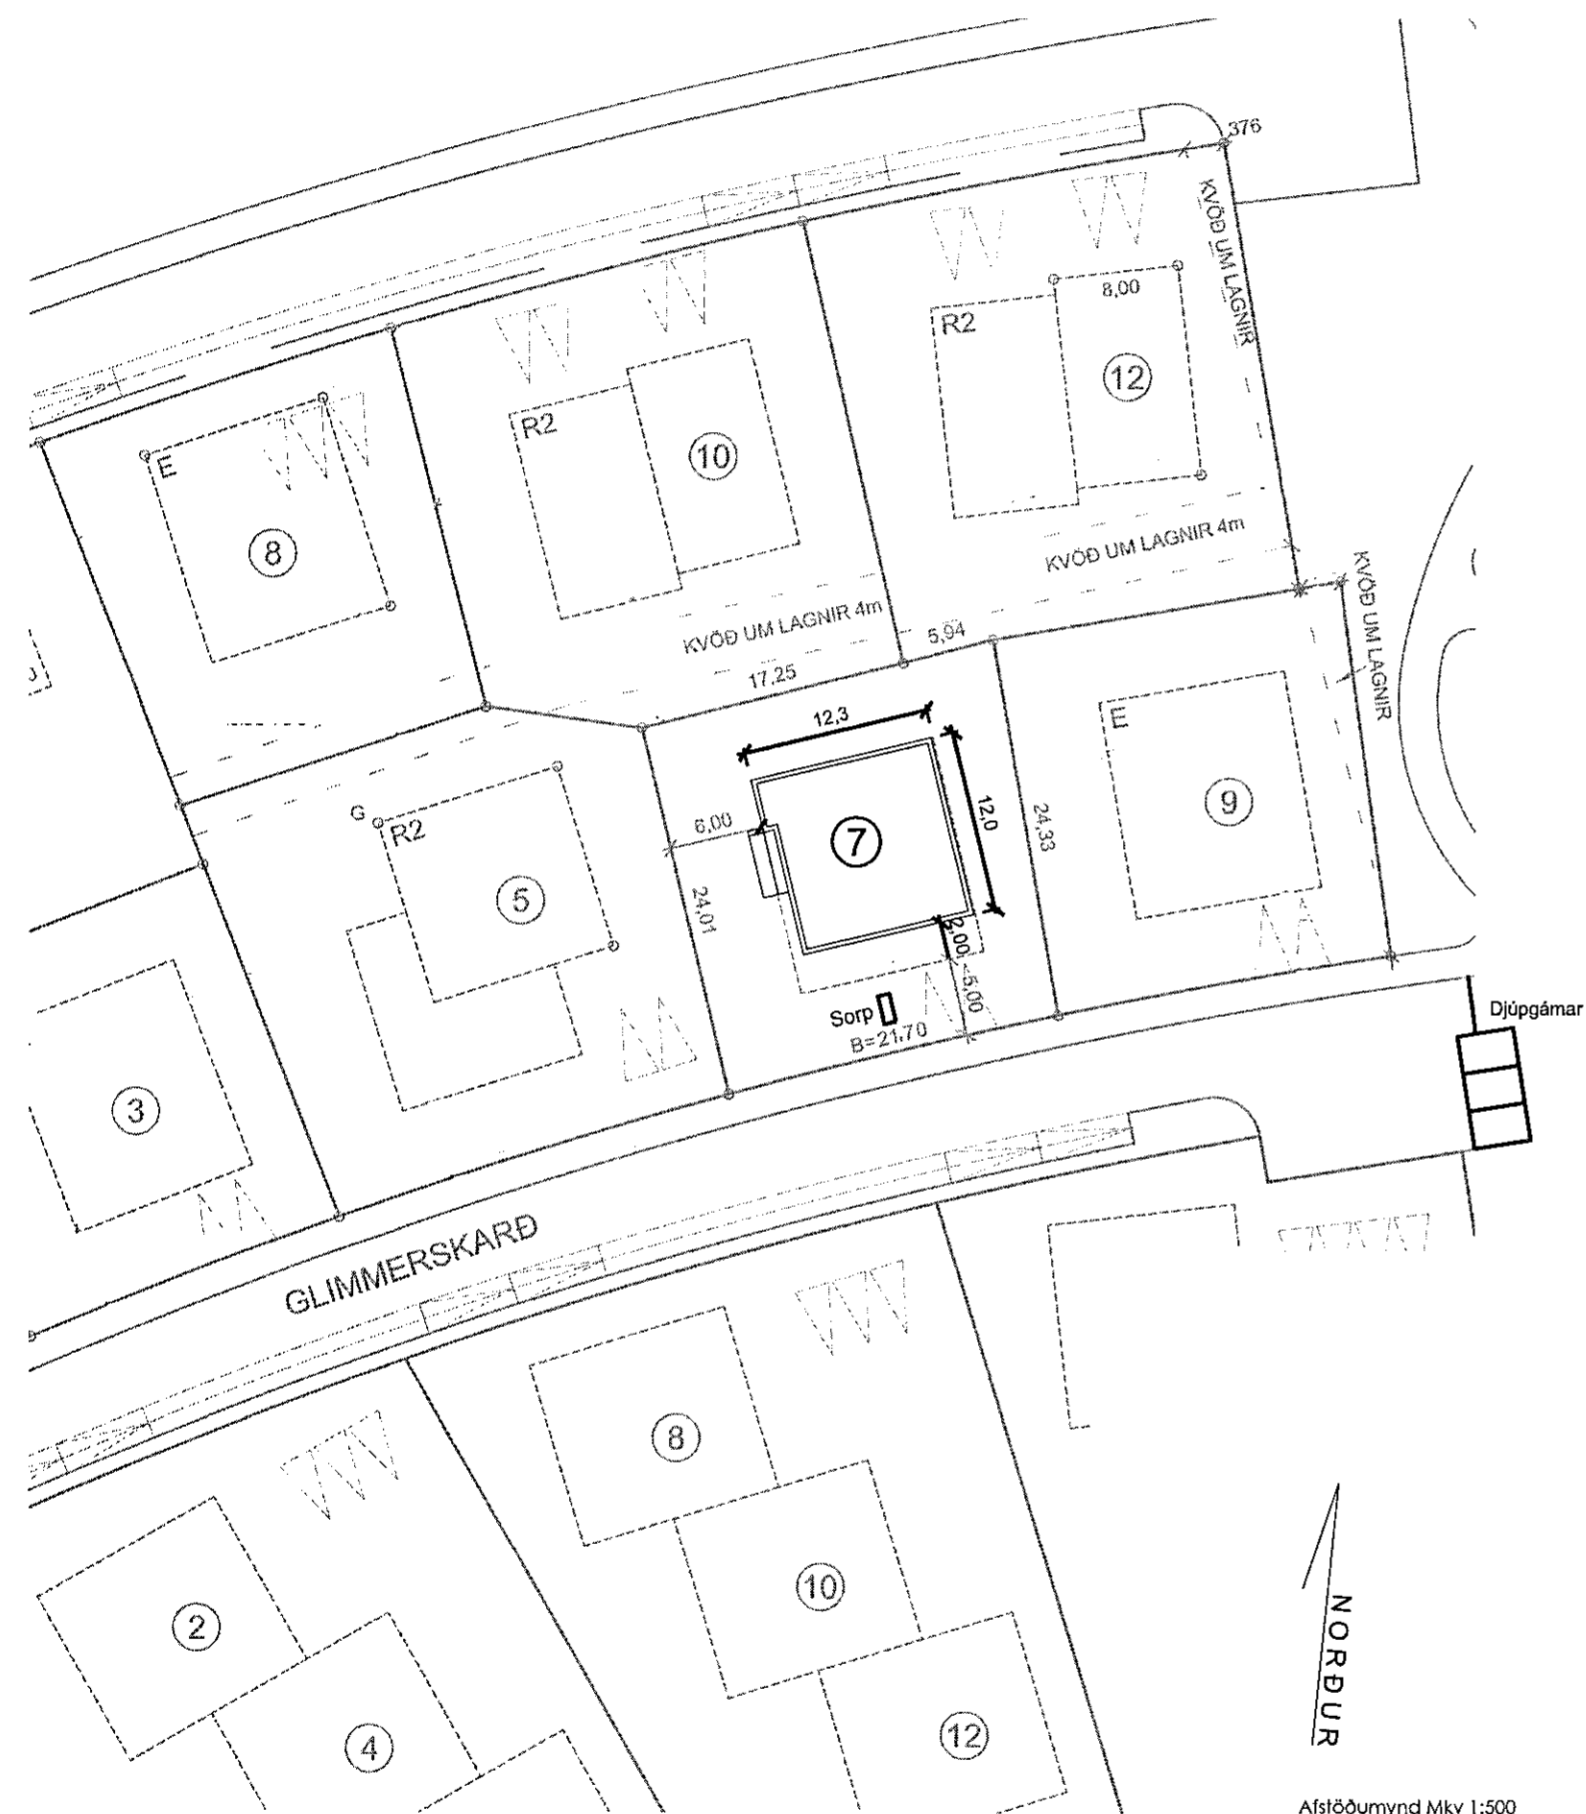 376
KVÖÐ UM LAGNIR
8,00
R2
12
R2
10
E
8
KVÖÐ UM LAGNIR 4m
KVÖÐ UM LAGNIR 4m
KVÖÐ UM LAGNIR
5,94
17,25
12,3
E
9
12,0
24,33
6,00
7
G
R2
5
24,01
2,00
5,00
Sorp
B=21,70
Djúpgámar
3
GLIMMERSKARÐ
8
10
12
2
4
NORÐUR
Afstöðumynd Mkv 1:500